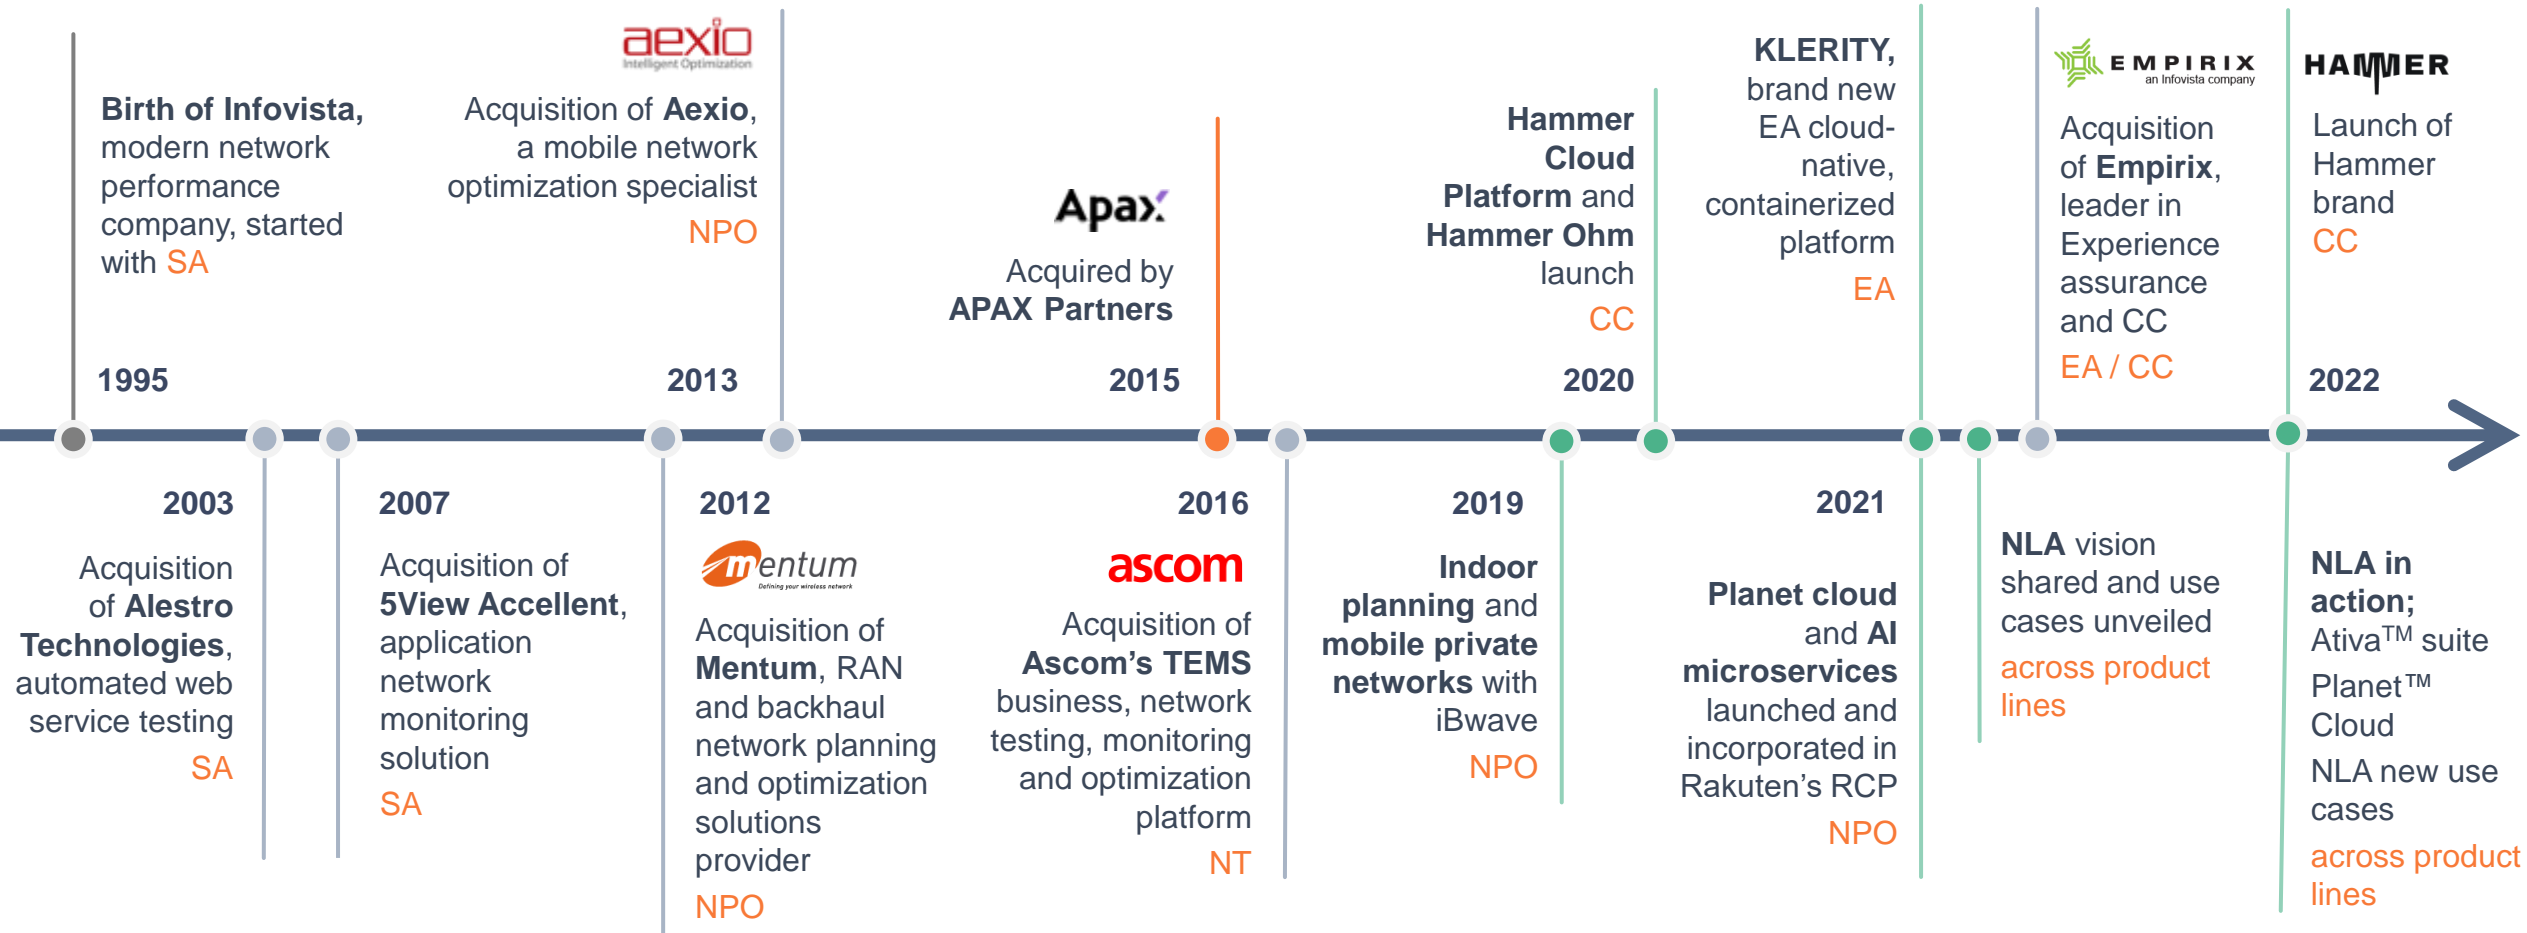 Birth of Infovista,
modern network
performance
company, started
with SA
1995
aexio
Intelligent Optimization
Acquisition of Aexio,
a mobile network
optimization specialist
NPO
2013
Apax
Acquired by
APAX Partners
2015
Hammer
Cloud
Platform and
Hammer Ohm
launch
CC
2020
KLERITY,
brand new
EA cloud-
native,
containerized
platform
EA
EMPIRIX
an Infovista company
Acquisition
of Empirix,
leader in
Experience
assurance
and CC
EA / CC
HAMMER
Launch of
Hammer
brand
CC
2022
2003
Acquisition
of Alestro
Technologies,
automated web
service testing
SA
2007
Acquisition of
5View Accellent,
application
network
monitoring
solution
SA
2012
mentum
Defining your wireless network
Acquisition of
Mentum, RAN
and backhaul
network planning
and optimization
solutions
provider
NPO
2016
ascom
Acquisition of
Ascom’s TEMS
business, network
testing, monitoring
and optimization
platform
NT
2019
Indoor
planning and
mobile private
networks with
iBwave
NPO
2021
Planet cloud
and AI
microservices
launched and
incorporated in
Rakuten’s RCP
NPO
NLA vision
shared and use
cases unveiled
across product
lines
NLA in
action;
Ativa™ suite
Planet™
Cloud
NLA new use
cases
across product
lines